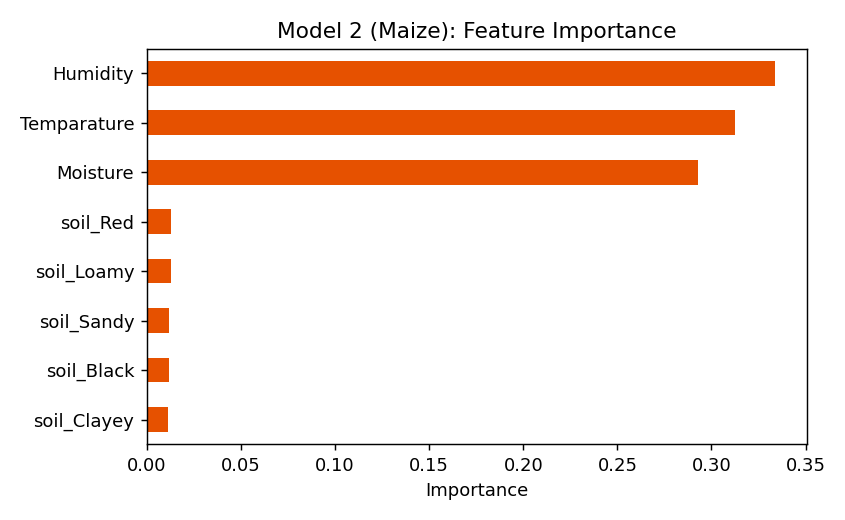 Model 2 (Maize): Feature Importance
Humidity
Temparature
Moisture
soil_Red
soil_Loamy
soil_Sandy
soil_Black
soil_Clayey
0.00 0.05 0.10 0.15 0.20 0.25 0.30 0.35
Importance